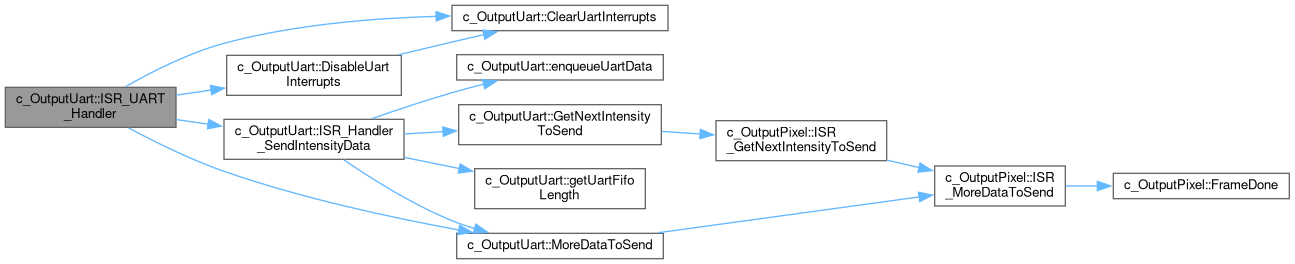 c_OutputUart::ISR_UART
_Handler
c_OutputUart::ClearUartInterrupts
c_OutputUart::DisableUart
Interrupts
c_OutputUart::ISR_Handler
_SendIntensityData
c_OutputUart::enqueueUartData
c_OutputUart::GetNextIntensity
ToSend
c_OutputUart::getUartFifo
Length
c_OutputUart::MoreDataToSend
c_OutputPixel::ISR
_GetNextIntensityToSend
c_OutputPixel::ISR
_MoreDataToSend
c_OutputPixel::FrameDone